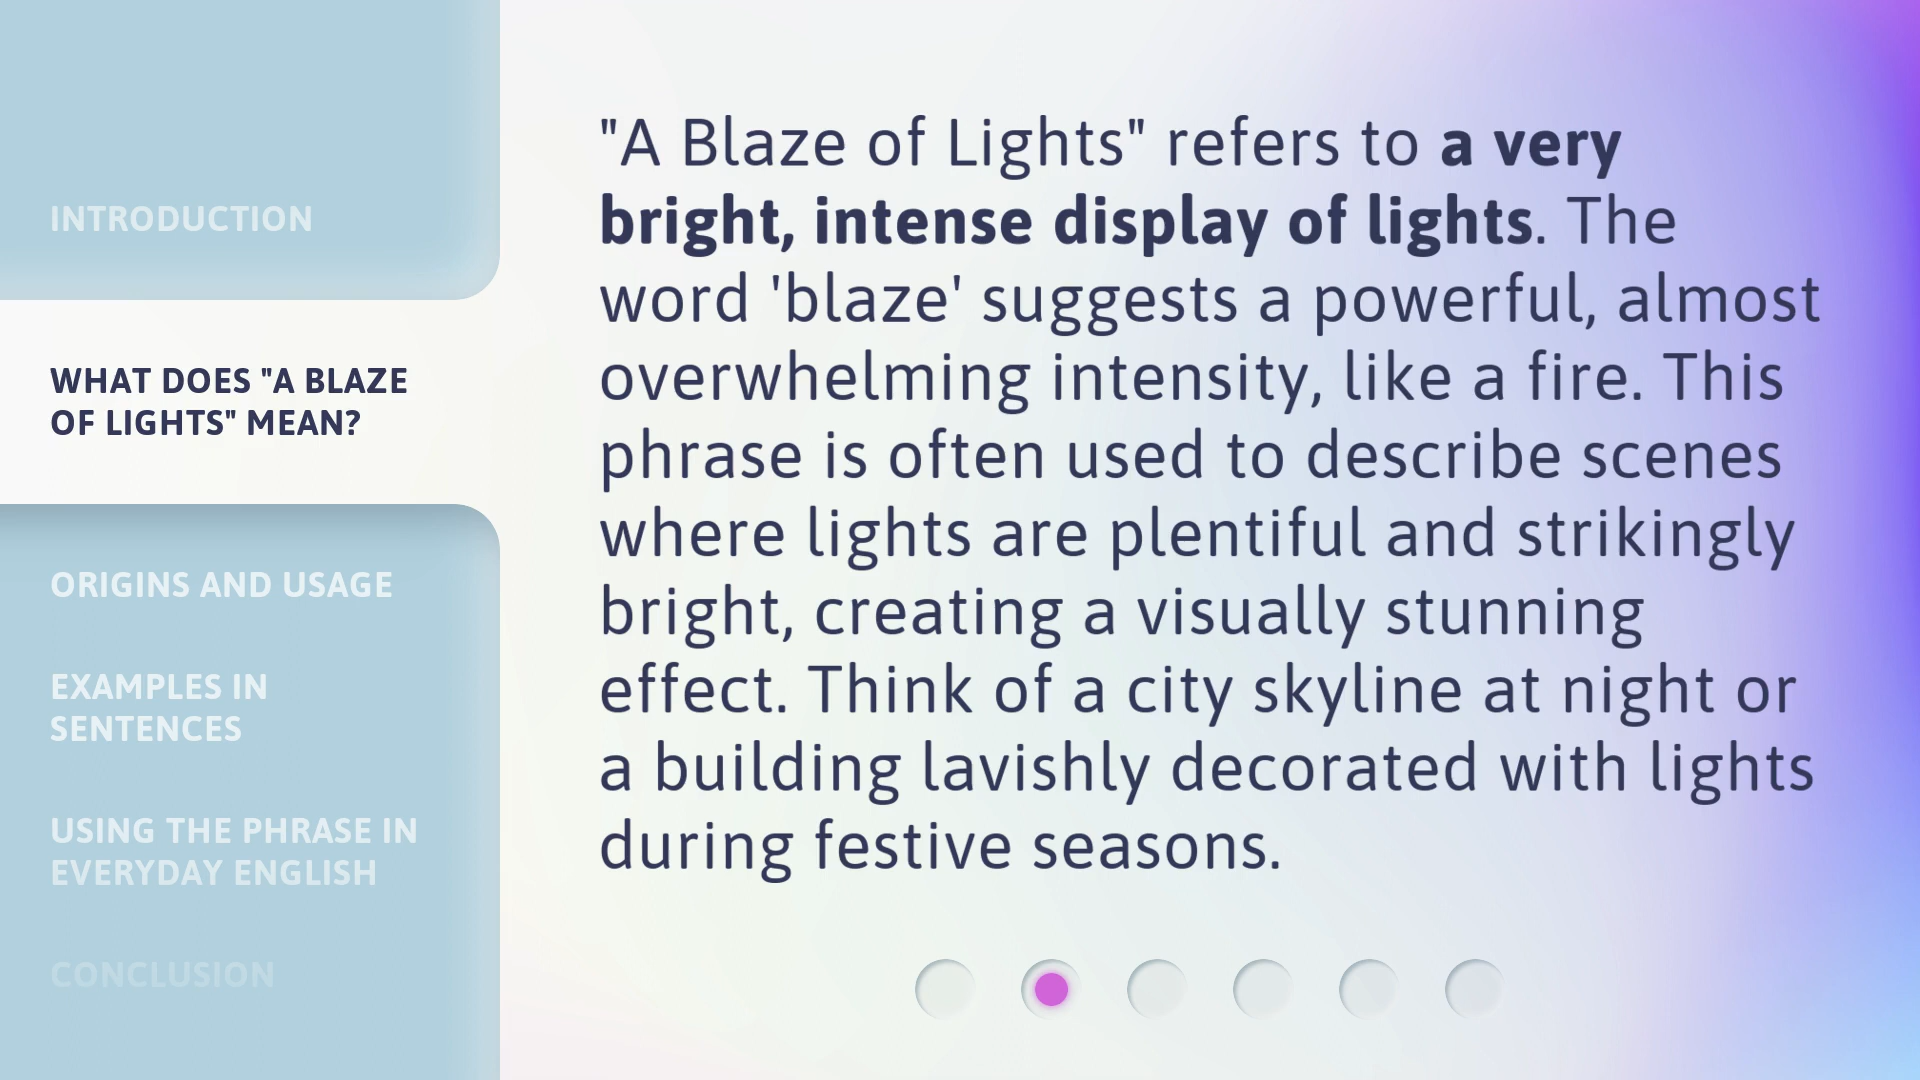 INTRODUCTION
WHAT DOES "A BLAZE
OF LIGHTS" MEAN?
ORIGINS AND USAGE
EXAMPLES IN
SENTENCES
USING THE PHRASE IN
EVERYDAY ENGLISH
CONCLUSION
"A Blaze of Lights" refers to a very
bright, intense display of lights. The
word 'blaze' suggests a powerful, almost
overwhelming intensity, like a fire. This
phrase is often used to describe scenes
where lights are plentiful and strikingly
bright, creating a visually stunning
effect. Think of a city skyline at night or
a building lavishly decorated with lights
during festive seasons.